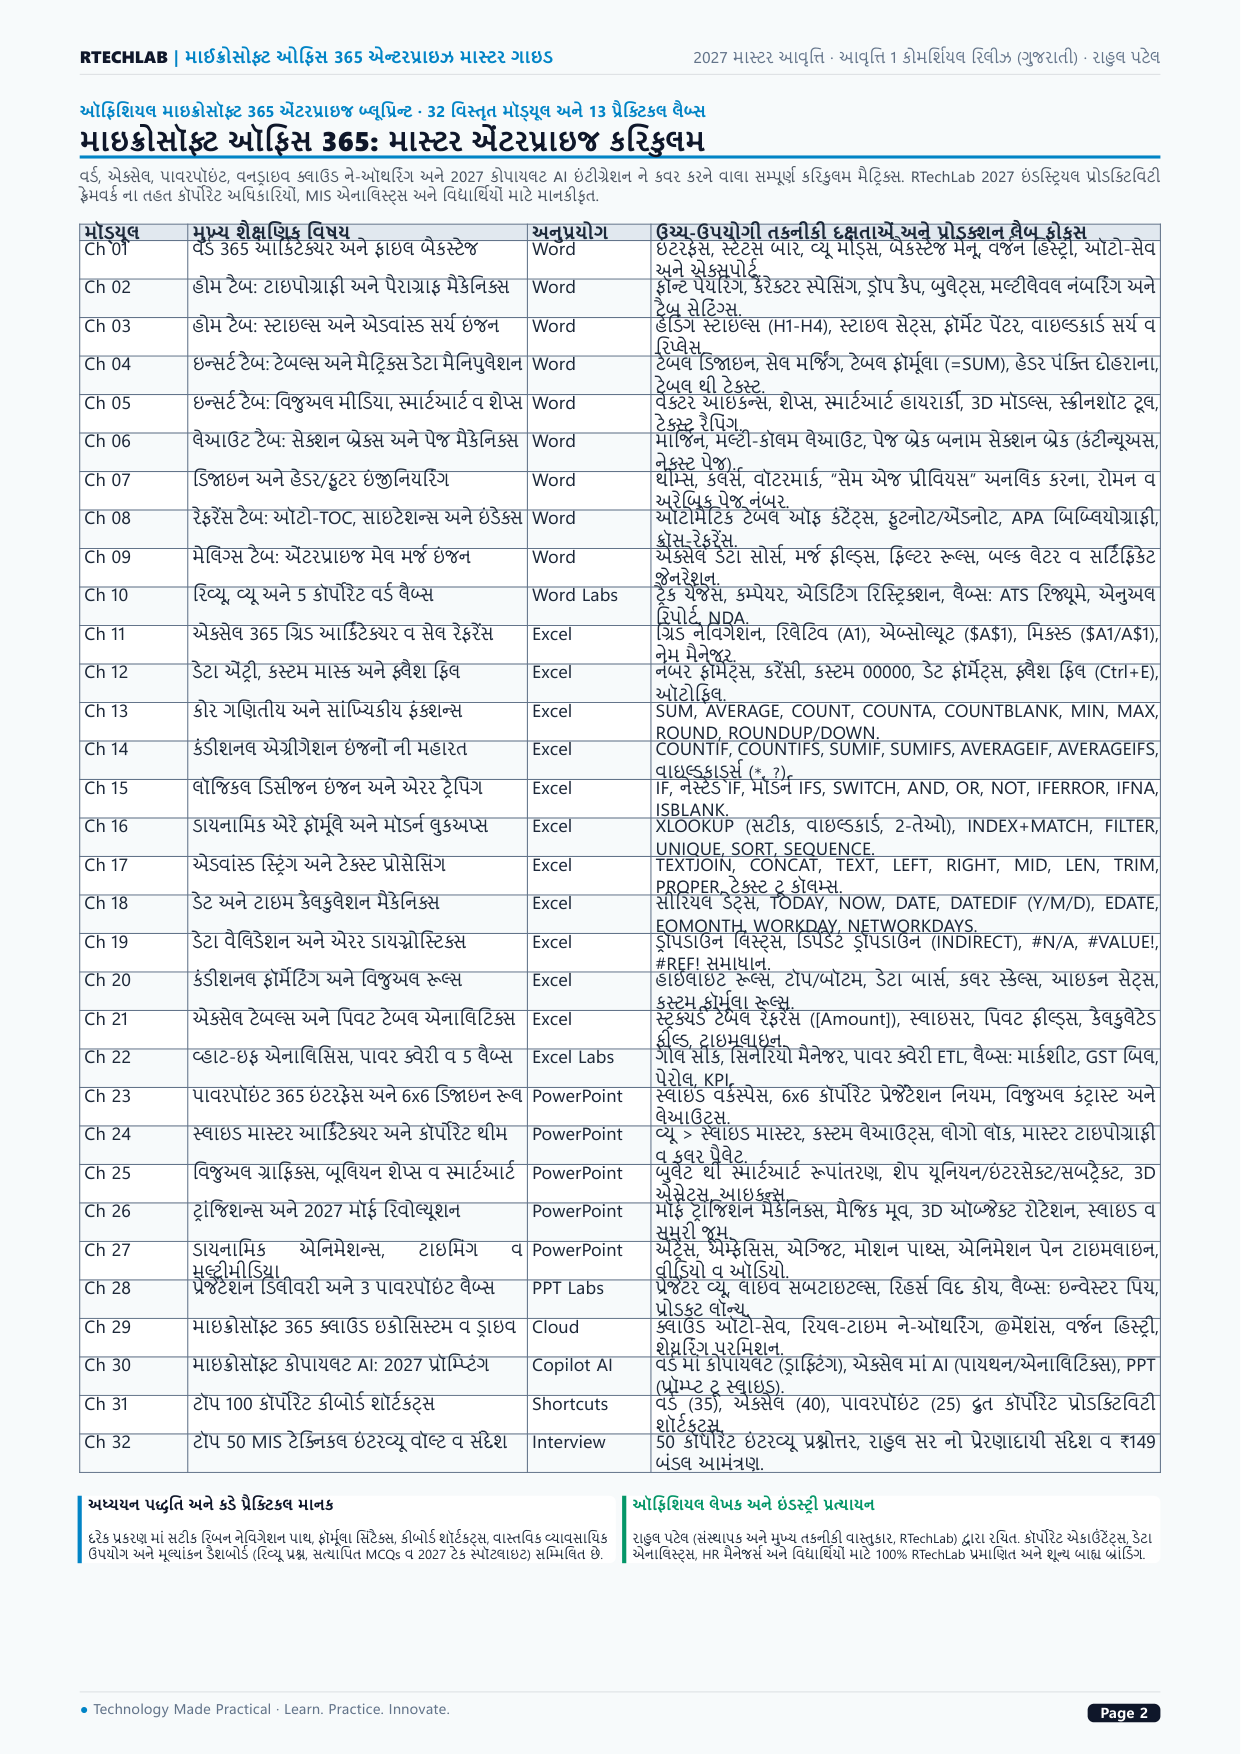 RTECHLAB | માઈક્રોસોફ્ટ ઓફિસ 365 એન્ટરપ્રાઇઝ માસ્ટર ગાઇડ
2027 માસ્ટર આવૃત્તિ · આવૃત્તિ 1 કોમર્શિયલ રિલીઝ (ગુજરાતી) · રાહુલ પટેલ
ઑફિશિયલ માઇક્રોસૉફ્ટ 365 એંટરપ્રાઇજ બ્લૂપ્રિન્ટ · 32 વિસ્તૃત મૉડ્યૂલ અને 13 પ્રૈક્ટિકલ લૈબ્સ
માઇક્રોસૉફ્ટ ઑફિસ 365: માસ્ટર એંટરપ્રાઇજ કરિકુલમ
વર્ડ, એક્સેલ, પાવરપૉઇંટ, વનડ્રાઇવ ક્લાઉડ ને-ઑથરિંગ અને 2027 કોપાયલટ AI ઇંટીગ્રેશન ને કવર કરને વાલા સમ્પૂર્ણ કરિકુલમ મૈટ્રિક્સ. RTechLab 2027 ઇંડસ્ટ્રિયલ પ્રોડક્ટિવિટી
ફ્રેમવર્ક ના તહત કૉર્પોરેટ અધિકારિયોં, MIS એનાલિસ્ટ્સ અને વિદ્યાર્થિયોં માટે માનકીકૃત.
મૉડ્યૂલ મુખ્ય શૈક્ષણિક વિષય અનુપ્રયોગ ઉચ્ચ-ઉપયોગી તકનીકી દક્ષતાએં અને પ્રોડક્શન લૈબ ફોકસ
Ch 01 વર્ડ 365 આર્કિટેક્ચર અને ફાઇલ બૈકસ્ટેજ Word ઇંટરફેસ, સ્ટેટસ બાર, વ્યૂ મોડ્સ, બૈકસ્ટેજ મેનૂ, વર્જન હિસ્ટ્રી, ઑટો-સેવ
અને એક્સપોર્ટ.
Ch 02 હોમ ટૈબ: ટાઇપોગ્રાફી અને પૈરાગ્રાફ મૈકેનિક્સ Word ફૉન્ટ પેયરિંગ, કૈરેક્ટર સ્પેસિંગ, ડ્રૉપ કૈપ, બુલેટ્સ, મલ્ટીલેવલ નંબરિંગ અને
ટૈબ સેટિંગ્સ.
Ch 03 હોમ ટૈબ: સ્ટાઇલ્સ અને એડવાંસ્ડ સર્ચ ઇંજન Word હેડિંગ સ્ટાઇલ્સ (H1-H4), સ્ટાઇલ સેટ્સ, ફૉર્મેટ પેંટર, વાઇલ્ડકાર્ડ સર્ચ વ
રિપ્લેસ.
Ch 04 ઇન્સર્ટ ટૈબ: ટેબલ્સ અને મૈટ્રિક્સ ડેટા મૈનિપુલેશન Word ટેબલ ડિજાઇન, સેલ મર્જિંગ, ટેબલ ફૉર્મૂલા (=SUM), હેડર પંક્તિ દોહરાના,
ટેબલ થી ટેક્સ્ટ.
Ch 05 ઇન્સર્ટ ટૈબ: વિજુઅલ મીડિયા, સ્માર્ટઆર્ટ વ શેપ્સ Word વેક્ટર આઇકન્સ, શેપ્સ, સ્માર્ટઆર્ટ હાયરાર્કી, 3D મૉડલ્સ, સ્ક્રીનશૉટ ટૂલ,
ટેક્સ્ટ રૈપિંગ.
Ch 06 લેઆઉટ ટૈબ: સેક્શન બ્રેક્સ અને પેજ મૈકેનિક્સ Word માર્જિન, મલ્ટી-કૉલમ લેઆઉટ, પેજ બ્રેક બનામ સેક્શન બ્રેક (કંટીન્યૂઅસ,
નેક્સ્ટ પેજ).
Ch 07 ડિજાઇન અને હેડર/ફુટર ઇંજીનિયરિંગ Word થીમ્સ, કલર્સ, વૉટરમાર્ક, “સેમ એજ પ્રીવિયસ” અનલિંક કરના, રોમન વ
અરેબિક પેજ નંબર.
Ch 08 રેફરેંસ ટૈબ: ઑટો-TOC, સાઇટેશન્સ અને ઇંડેક્સ Word ઑટોમૈટિક ટેબલ ઑફ કંટેંટ્સ, ફુટનોટ/એંડનોટ, APA બિબ્લિયોગ્રાફી,
ક્રૉસ-રેફરેંસ.
Ch 09 મેલિંગ્સ ટૈબ: એંટરપ્રાઇજ મેલ મર્જ ઇંજન Word એક્સેલ ડેટા સોર્સ, મર્જ ફીલ્ડ્સ, ફિલ્ટર રૂલ્સ, બલ્ક લેટર વ સર્ટિફિકેટ
જેનરેશન.
Ch 10 રિવ્યૂ, વ્યૂ અને 5 કૉર્પોરેટ વર્ડ લૈબ્સ Word Labs ટ્રૈક ચેંજેસ, કમ્પેયર, એડિટિંગ રિસ્ટ્રિક્શન, લૈબ્સ: ATS રિજ્યૂમે, એનુઅલ
રિપોર્ટ, NDA.
Ch 11 એક્સેલ 365 ગ્રિડ આર્કિટેક્ચર વ સેલ રેફરેંસ Excel ગ્રિડ નેવિગેશન, રિલેટિવ (A1), એબ્સોલ્યૂટ ($A$1), મિક્સ્ડ ($A1/A$1),
નેમ મૈનેજર.
Ch 12 ડેટા એંટ્રી, કસ્ટમ માસ્ક અને ફ્લૈશ ફિલ Excel નંબર ફૉર્મેટ્સ, કરેંસી, કસ્ટમ 00000, ડેટ ફૉર્મેટ્સ, ફ્લૈશ ફિલ (Ctrl+E),
ઑટોફિલ.
Ch 13 કોર ગણિતીય અને સાંખ્યિકીય ફંક્શન્સ Excel SUM, AVERAGE, COUNT, COUNTA, COUNTBLANK, MIN, MAX,
ROUND, ROUNDUP/DOWN.
Ch 14 કંડીશનલ એગ્રીગેશન ઇંજનોં ની મહારત Excel COUNTIF, COUNTIFS, SUMIF, SUMIFS, AVERAGEIF, AVERAGEIFS,
વાઇલ્ડકાર્ડ્સ (*, ?).
Ch 15 લૉજિકલ ડિસીજન ઇંજન અને એરર ટ્રૈપિંગ Excel IF, નેસ્ટેડ IF, મૉડર્ન IFS, SWITCH, AND, OR, NOT, IFERROR, IFNA,
ISBLANK.
Ch 16 ડાયનામિક એરે ફૉર્મૂલે અને મૉડર્ન લુકઅપ્સ Excel XLOOKUP (સટીક, વાઇલ્ડકાર્ડ, 2-તેઓ), INDEX+MATCH, FILTER,
UNIQUE, SORT, SEQUENCE.
Ch 17 એડવાંસ્ડ સ્ટ્રિંગ અને ટેક્સ્ટ પ્રોસેસિંગ Excel TEXTJOIN, CONCAT, TEXT, LEFT, RIGHT, MID, LEN, TRIM,
PROPER, ટેક્સ્ટ ટૂ કૉલમ્સ.
Ch 18 ડેટ અને ટાઇમ કૈલકુલેશન મૈકેનિક્સ Excel સીરિયલ ડેટ્સ, TODAY, NOW, DATE, DATEDIF (Y/M/D), EDATE,
EOMONTH, WORKDAY, NETWORKDAYS.
Ch 19 ડેટા વૈલિડેશન અને એરર ડાયગ્નોસ્ટિક્સ Excel ડ્રૉપડાઉન લિસ્ટ્સ, ડિપેંડેંટ ડ્રૉપડાઉન (INDIRECT), #N/A, #VALUE!,
#REF! સમાધાન.
Ch 20 કંડીશનલ ફૉર્મેટિંગ અને વિજુઅલ રૂલ્સ Excel હાઈલાઇટ રૂલ્સ, ટૉપ/બૉટમ, ડેટા બાર્સ, કલર સ્કેલ્સ, આઇકન સેટ્સ,
કસ્ટમ ફૉર્મૂલા રૂલ્સ.
Ch 21 એક્સેલ ટેબલ્સ અને પિવટ ટેબલ એનાલિટિક્સ Excel સ્ટ્રક્ચર્ડ ટેબલ રેફરેંસ ([Amount]), સ્લાઇસર, પિવટ ફીલ્ડ્સ, કૈલકુલેટેડ
ફીલ્ડ, ટાઇમલાઇન.
Ch 22 વ્હાટ-ઇફ એનાલિસિસ, પાવર ક્વેરી વ 5 લૈબ્સ Excel Labs ગોલ સીક, સિનેરિયો મૈનેજર, પાવર ક્વેરી ETL, લૈબ્સ: માર્કશીટ, GST બિલ,
પેરોલ, KPI.
Ch 23 પાવરપૉઇંટ 365 ઇંટરફેસ અને 6x6 ડિજાઇન રૂલ PowerPoint સ્લાઇડ વર્કસ્પેસ, 6x6 કૉર્પોરેટ પ્રેજેંટેશન નિયમ, વિજુઅલ કંટ્રાસ્ટ અને
લેઆઉટ્સ.
Ch 24 સ્લાઇડ માસ્ટર આર્કિટેક્ચર અને કૉર્પોરેટ થીમ PowerPoint વ્યૂ > સ્લાઇડ માસ્ટર, કસ્ટમ લેઆઉટ્સ, લોગો લૉક, માસ્ટર ટાઇપોગ્રાફી
વ કલર પૈલેટ.
Ch 25 વિજુઅલ ગ્રાફિક્સ, બૂલિયન શેપ્સ વ સ્માર્ટઆર્ટ PowerPoint બુલેટ થી સ્માર્ટઆર્ટ રૂપાંતરણ, શેપ યૂનિયન/ઇંટરસેક્ટ/સબટ્રૈક્ટ, 3D
એસેટ્સ, આઇકન્સ.
Ch 26 ટ્રાંજિશન્સ અને 2027 મૉર્ફ રિવોલ્યૂશન PowerPoint મૉર્ફ ટ્રાંજિશન મૈકેનિક્સ, મૈજિક મૂવ, 3D ઑબ્જેક્ટ રોટેશન, સ્લાઇડ વ
સમરી જૂમ.
Ch 27 ડાયનામિક એનિમેશન્સ, ટાઇમિંગ વ PowerPoint એંટ્રેંસ, એમ્ફેસિસ, એગ્જિટ, મોશન પાથ્સ, એનિમેશન પેન ટાઇમલાઇન,
મલ્ટીમીડિયા વીડિયો વ ઑડિયો.
Ch 28 પ્રેજેંટેશન ડિલીવરી અને 3 પાવરપૉઇંટ લૈબ્સ PPT Labs પ્રેજેંટર વ્યૂ, લાઇવ સબટાઇટલ્સ, રિહર્સ વિદ કોચ, લૈબ્સ: ઇન્વેસ્ટર પિચ,
પ્રોડક્ટ લૉન્ચ.
Ch 29 માઇક્રોસૉફ્ટ 365 ક્લાઉડ ઇકોસિસ્ટમ વ ડ્રાઇવ Cloud ક્લાઉડ ઑટો-સેવ, રિયલ-ટાઇમ ને-ઑથરિંગ, @મેંશંસ, વર્જન હિસ્ટ્રી,
શેયરિંગ પરમિશન.
Ch 30 માઇક્રોસૉફ્ટ કોપાયલટ AI: 2027 પ્રૉમ્પ્ટિંગ Copilot AI વર્ડ માં કોપાયલટ (ડ્રાફ્ટિંગ), એક્સેલ માં AI (પાયથન/એનાલિટિક્સ), PPT
(પ્રૉમ્પ્ટ ટૂ સ્લાઇડ).
Ch 31 ટૉપ 100 કૉર્પોરેટ કીબોર્ડ શૉર્ટકટ્સ Shortcuts વર્ડ (35), એક્સેલ (40), પાવરપૉઇંટ (25) દ્રુત કૉર્પોરેટ પ્રોડક્ટિવિટી
શૉર્ટકટ્સ.
Ch 32 ટૉપ 50 MIS ટેક્નિકલ ઇંટરવ્યૂ વૉલ્ટ વ સંદેશ Interview 50 કૉર્પોરેટ ઇંટરવ્યૂ પ્રશ્નોત્તર, રાહુલ સર નો પ્રેરણાદાયી સંદેશ વ ₹149
બંડલ આમંત્રણ.
અધ્યયન પદ્ધતિ અને કડે પ્રૈક્ટિકલ માનક
દરેક પ્રકરણ માં સટીક રિબન નેવિગેશન પાથ, ફૉર્મૂલા સિંટૈક્સ, કીબોર્ડ શૉર્ટકટ્સ, વાસ્તવિક વ્યાવસાયિક
ઉપયોગ અને મૂલ્યાંકન ડૈશબોર્ડ (રિવ્યૂ પ્રશ્ન, સત્યાપિત MCQs વ 2027 ટેક સ્પૉટલાઇટ) સમ્મિલિત છે.
ઑફિશિયલ લેખક અને ઇંડસ્ટ્રી પ્રત્યાયન
રાહુલ પટેલ (સંસ્થાપક અને મુખ્ય તકનીકી વાસ્તુકાર, RTechLab) દ્વારા રચિત. કૉર્પોરેટ એકાઉંટેંટ્સ, ડેટા
એનાલિસ્ટ્સ, HR મૈનેજર્સ અને વિદ્યાર્થિયોં માટે 100% RTechLab પ્રમાણિત અને શૂન્ય બાહ્ય બ્રાંડિંગ.
● Technology Made Practical · Learn. Practice. Innovate.
Page 2